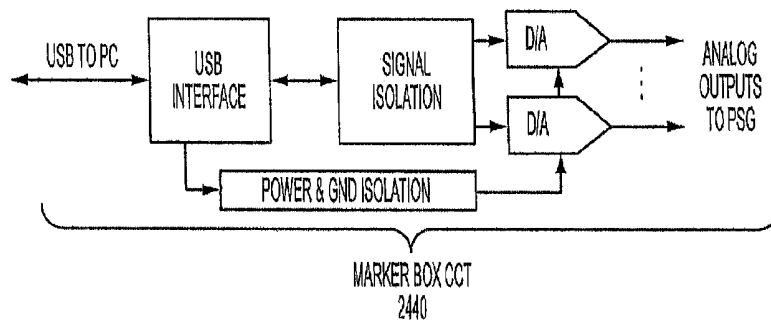 USB TO PC
USB
INTERFACE
SIGNAL
ISOLATION
D/A
D/A
ANALOG
OUTPUTS
TO PSG
POWER & GND ISOLATION
MARKER BOX CCT
2440